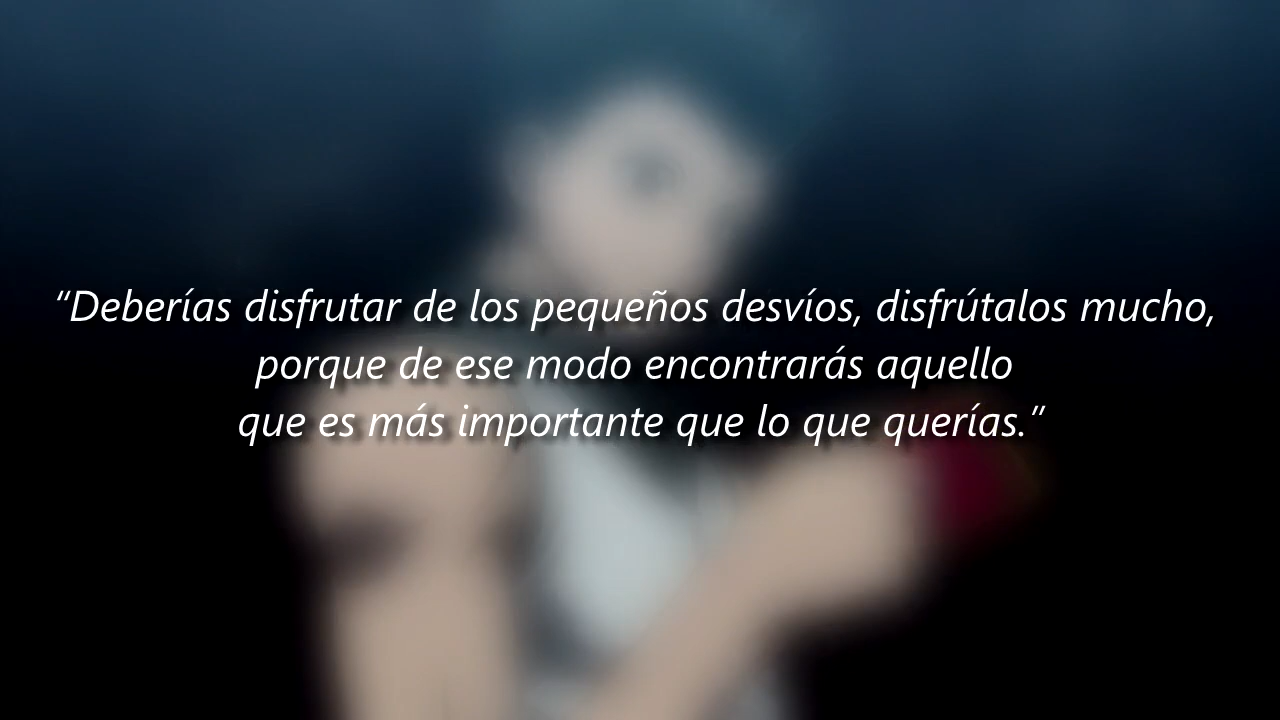 “Deberías disfrutar de los pequeños desvíos, disfrútalos mucho,
porque de ese modo encontrarás aquello
que es más importante que lo que querías.”